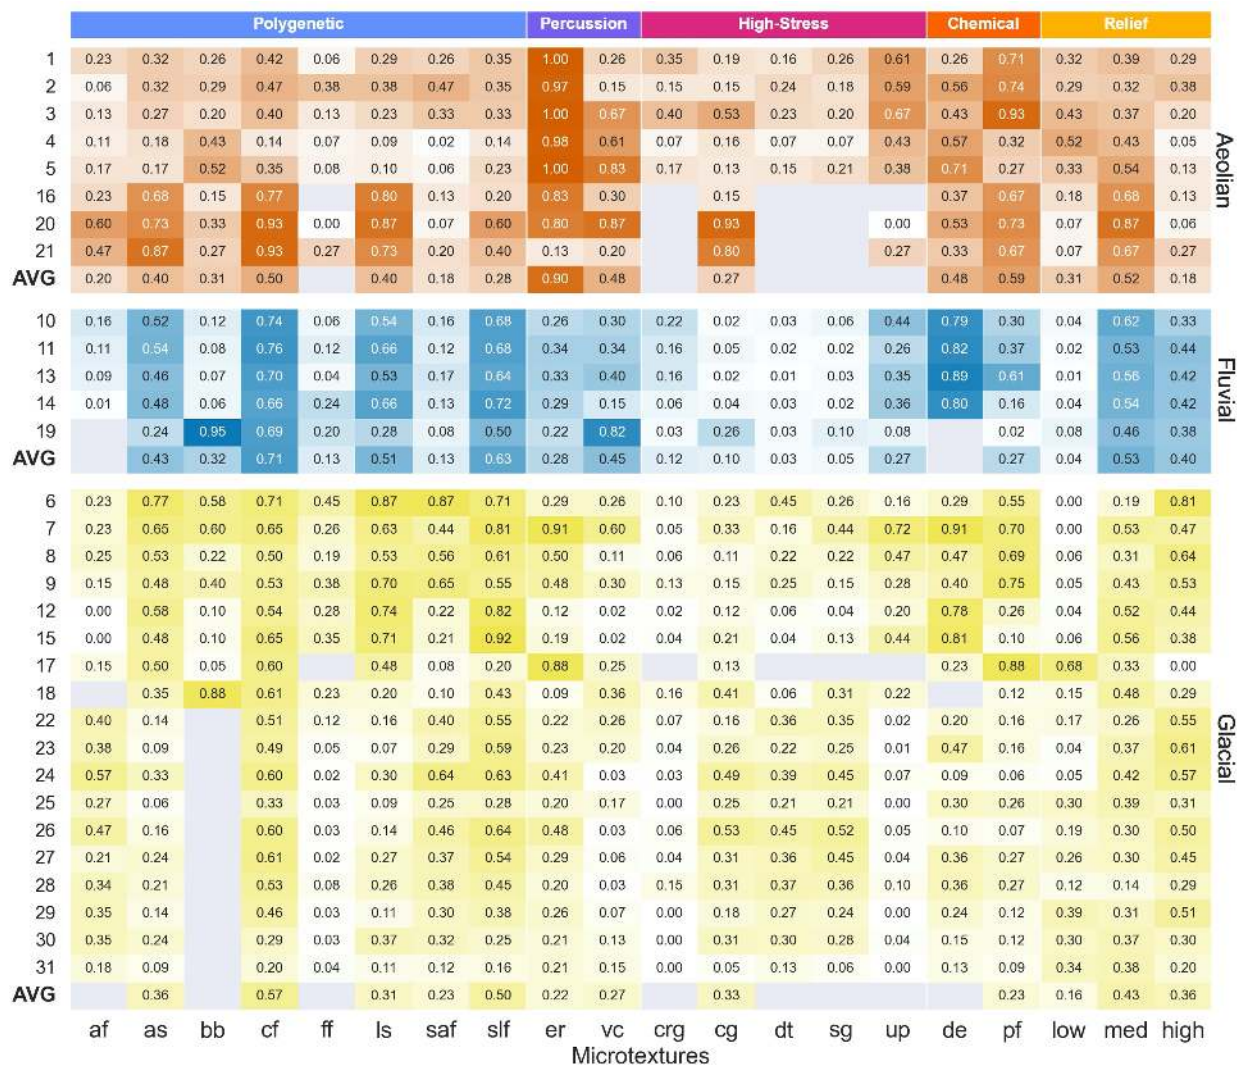 Polygenetic Percussion High-Stress Chemical Relief
1 0.23 0.32 0.26 0.42 0.06 0.29 0.26 0.35 1.00 0.26 0.35 0.19 0.16 0.26 0.61 0.26 0.71 0.32 0.39 0.29
2 0.06 0.32 0.29 0.47 0.38 0.38 0.47 0.35 0.97 0.15 0.15 0.15 0.24 0.18 0.59 0.56 0.74 0.29 0.32 0.38
3 0.13 0.27 0.20 0.40 0.13 0.23 0.33 0.33 1.00 0.67 0.40 0.53 0.23 0.20 0.67 0.43 0.93 0.43 0.37 0.20
4 0.11 0.18 0.43 0.14 0.07 0.09 0.02 0.14 0.98 0.61 0.07 0.16 0.07 0.07 0.43 0.57 0.32 0.52 0.43 0.05
5 0.17 0.17 0.52 0.35 0.08 0.10 0.06 0.23 1.00 0.83 0.17 0.13 0.15 0.21 0.38 0.71 0.27 0.33 0.54 0.13
16 0.23 0.68 0.15 0.77 0.80 0.13 0.20 0.83 0.30 0.15 0.37 0.67 0.18 0.68 0.13
20 0.60 0.73 0.33 0.93 0.00 0.87 0.07 0.60 0.80 0.87 0.93 0.00 0.53 0.73 0.07 0.87 0.06
21 0.47 0.87 0.27 0.93 0.27 0.73 0.20 0.40 0.13 0.20 0.80 0.27 0.33 0.67 0.07 0.67 0.27
AVG 0.20 0.40 0.31 0.50 0.40 0.18 0.28 0.90 0.48 0.27 0.48 0.59 0.31 0.52 0.18
Aeolian
10 0.16 0.52 0.12 0.74 0.06 0.54 0.16 0.68 0.26 0.30 0.22 0.02 0.03 0.06 0.44 0.79 0.30 0.04 0.62 0.33
11 0.11 0.54 0.08 0.76 0.12 0.66 0.12 0.68 0.34 0.34 0.16 0.05 0.02 0.02 0.26 0.82 0.37 0.02 0.53 0.44
13 0.09 0.46 0.07 0.70 0.04 0.53 0.17 0.64 0.33 0.40 0.16 0.02 0.01 0.03 0.35 0.89 0.61 0.01 0.56 0.42
14 0.01 0.48 0.06 0.66 0.24 0.66 0.13 0.72 0.29 0.15 0.06 0.04 0.03 0.02 0.36 0.80 0.16 0.04 0.54 0.42
19 0.24 0.95 0.69 0.20 0.28 0.08 0.50 0.22 0.82 0.03 0.26 0.03 0.10 0.08 0.02 0.08 0.46 0.38
AVG 0.43 0.32 0.71 0.13 0.51 0.13 0.63 0.28 0.45 0.12 0.10 0.03 0.05 0.27 0.27 0.04 0.53 0.40
Fluvial
6 0.23 0.77 0.58 0.71 0.45 0.87 0.87 0.71 0.29 0.26 0.10 0.23 0.45 0.26 0.16 0.29 0.55 0.00 0.19 0.81
7 0.23 0.65 0.60 0.65 0.26 0.63 0.44 0.81 0.91 0.60 0.05 0.33 0.16 0.44 0.72 0.91 0.70 0.00 0.53 0.47
8 0.25 0.53 0.22 0.50 0.19 0.53 0.56 0.61 0.50 0.11 0.06 0.11 0.22 0.22 0.47 0.47 0.69 0.06 0.31 0.64
9 0.15 0.48 0.40 0.53 0.38 0.70 0.65 0.55 0.48 0.30 0.13 0.15 0.25 0.15 0.28 0.40 0.75 0.05 0.43 0.53
12 0.00 0.58 0.10 0.54 0.28 0.74 0.22 0.82 0.12 0.02 0.02 0.12 0.06 0.04 0.20 0.78 0.26 0.04 0.52 0.44
15 0.00 0.48 0.10 0.65 0.35 0.71 0.21 0.92 0.19 0.02 0.04 0.21 0.04 0.13 0.44 0.81 0.10 0.06 0.56 0.38
17 0.15 0.50 0.05 0.60 0.48 0.08 0.20 0.88 0.25 0.13 0.23 0.88 0.68 0.33 0.00
18 0.35 0.88 0.61 0.23 0.20 0.10 0.43 0.09 0.36 0.16 0.41 0.06 0.31 0.22 0.12 0.15 0.48 0.29
22 0.40 0.14 0.51 0.12 0.16 0.40 0.55 0.22 0.26 0.07 0.16 0.36 0.35 0.02 0.20 0.16 0.17 0.26 0.55
23 0.38 0.09 0.49 0.05 0.07 0.29 0.59 0.23 0.20 0.04 0.26 0.22 0.25 0.01 0.47 0.16 0.04 0.37 0.61
24 0.57 0.33 0.60 0.02 0.30 0.64 0.63 0.41 0.03 0.03 0.49 0.39 0.45 0.07 0.09 0.06 0.05 0.42 0.57
25 0.27 0.06 0.33 0.03 0.09 0.25 0.28 0.20 0.17 0.00 0.25 0.21 0.21 0.00 0.30 0.26 0.30 0.39 0.31
26 0.47 0.16 0.60 0.03 0.14 0.46 0.64 0.48 0.03 0.06 0.53 0.45 0.52 0.05 0.10 0.07 0.19 0.30 0.50
27 0.21 0.24 0.61 0.02 0.27 0.37 0.54 0.29 0.06 0.04 0.31 0.36 0.45 0.04 0.36 0.27 0.26 0.30 0.45
28 0.34 0.21 0.53 0.08 0.26 0.38 0.45 0.20 0.03 0.15 0.31 0.37 0.36 0.10 0.36 0.27 0.12 0.14 0.29
29 0.35 0.14 0.46 0.03 0.11 0.30 0.38 0.26 0.07 0.00 0.18 0.27 0.24 0.00 0.24 0.12 0.39 0.31 0.51
30 0.35 0.24 0.29 0.03 0.37 0.32 0.25 0.21 0.13 0.00 0.31 0.30 0.28 0.04 0.15 0.12 0.30 0.37 0.30
31 0.18 0.09 0.20 0.04 0.11 0.12 0.16 0.21 0.15 0.00 0.05 0.13 0.06 0.00 0.13 0.09 0.34 0.38 0.20
AVG 0.36 0.57 0.31 0.23 0.50 0.22 0.27 0.33 0.23 0.16 0.43 0.36
Glacial
af as bb cf ff ls saf slf er vc crg cg dt sg up de pf low med high
Microtextures